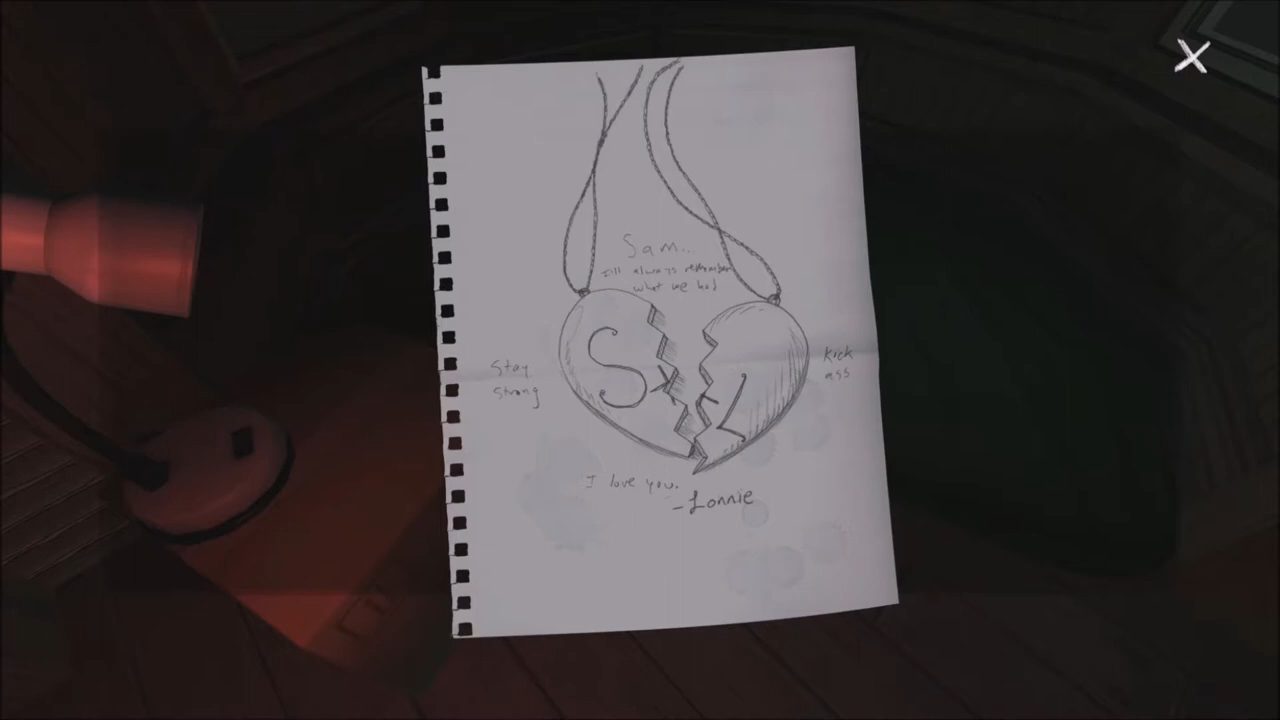 Sam...
I'll always remember
what we had
S + L
Stay
strong
Kick
ass
I love you.
-Lonnie